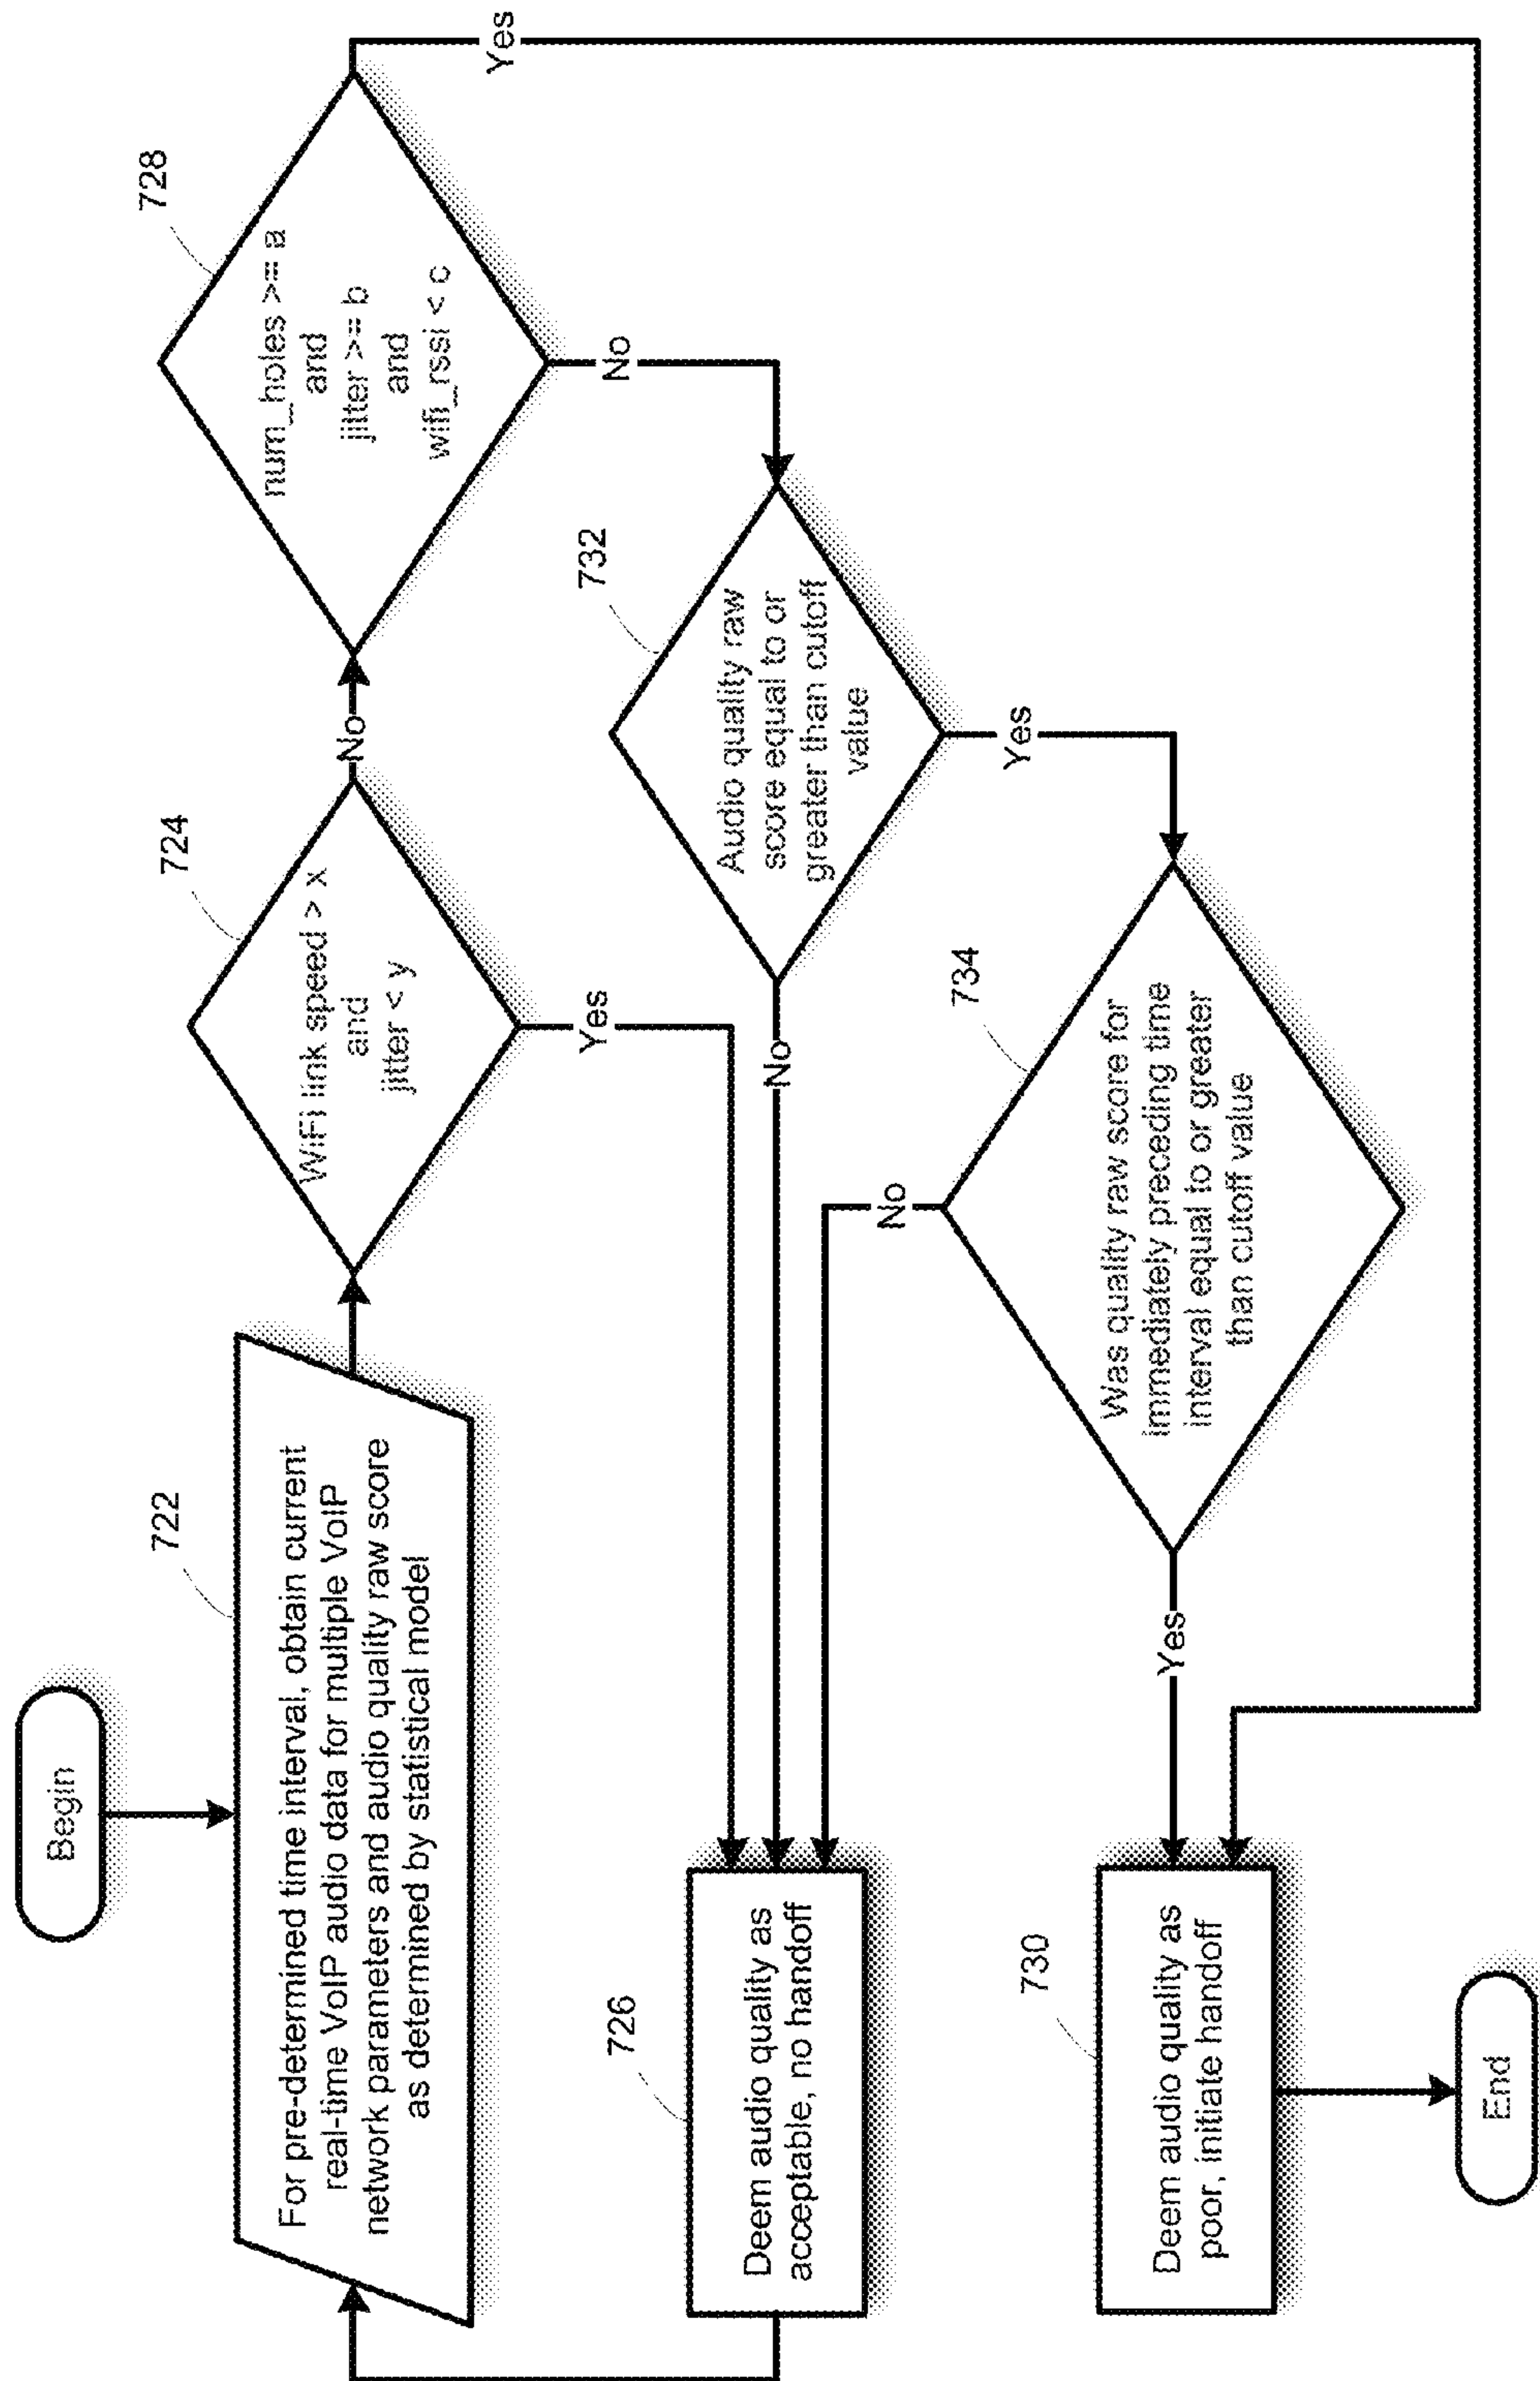 Begin
722
For pre-determined time interval, obtain current
real-time VoIP audio data for multiple VoIP
network parameters and audio quality raw score
as determined by statistical model
724
WiFi link speed > x
and
jitter < y
No
Yes
728
num_holes >= a
and
jitter >= b
and
wifi_rssi < c
Yes
No
732
Audio quality raw
score equal to or
greater than cutoff
value
No
Yes
734
Was quality raw score for
immediately preceding time
interval equal to or greater
than cutoff value
No
Yes
726
Deem audio quality as
acceptable, no handoff
730
Deem audio quality as
poor, initiate handoff
End